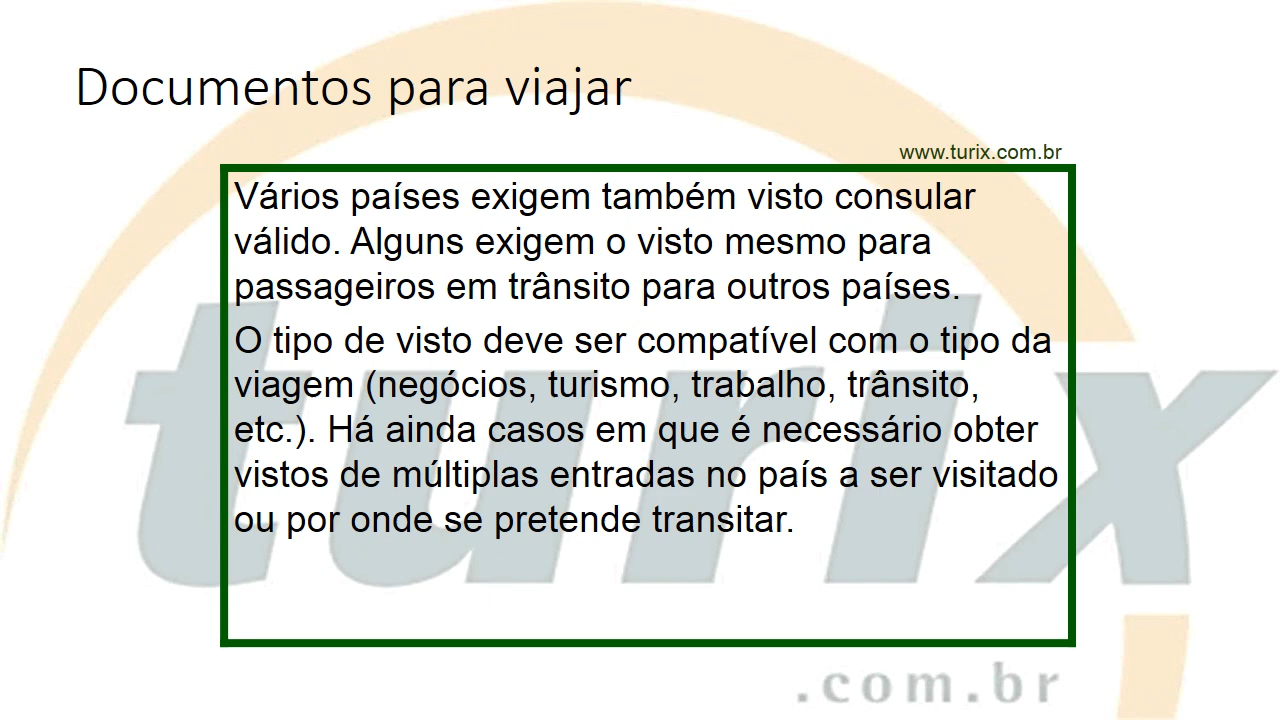 Documentos para viajar
www.turix.com.br
Vários países exigem também visto consular
válido. Alguns exigem o visto mesmo para
passageiros em trânsito para outros países.
O tipo de visto deve ser compatível com o tipo da
viagem (negócios, turismo, trabalho, trânsito,
etc.). Há ainda casos em que é necessário obter
vistos de múltiplas entradas no país a ser visitado
ou por onde se pretende transitar.
turix
.com.br